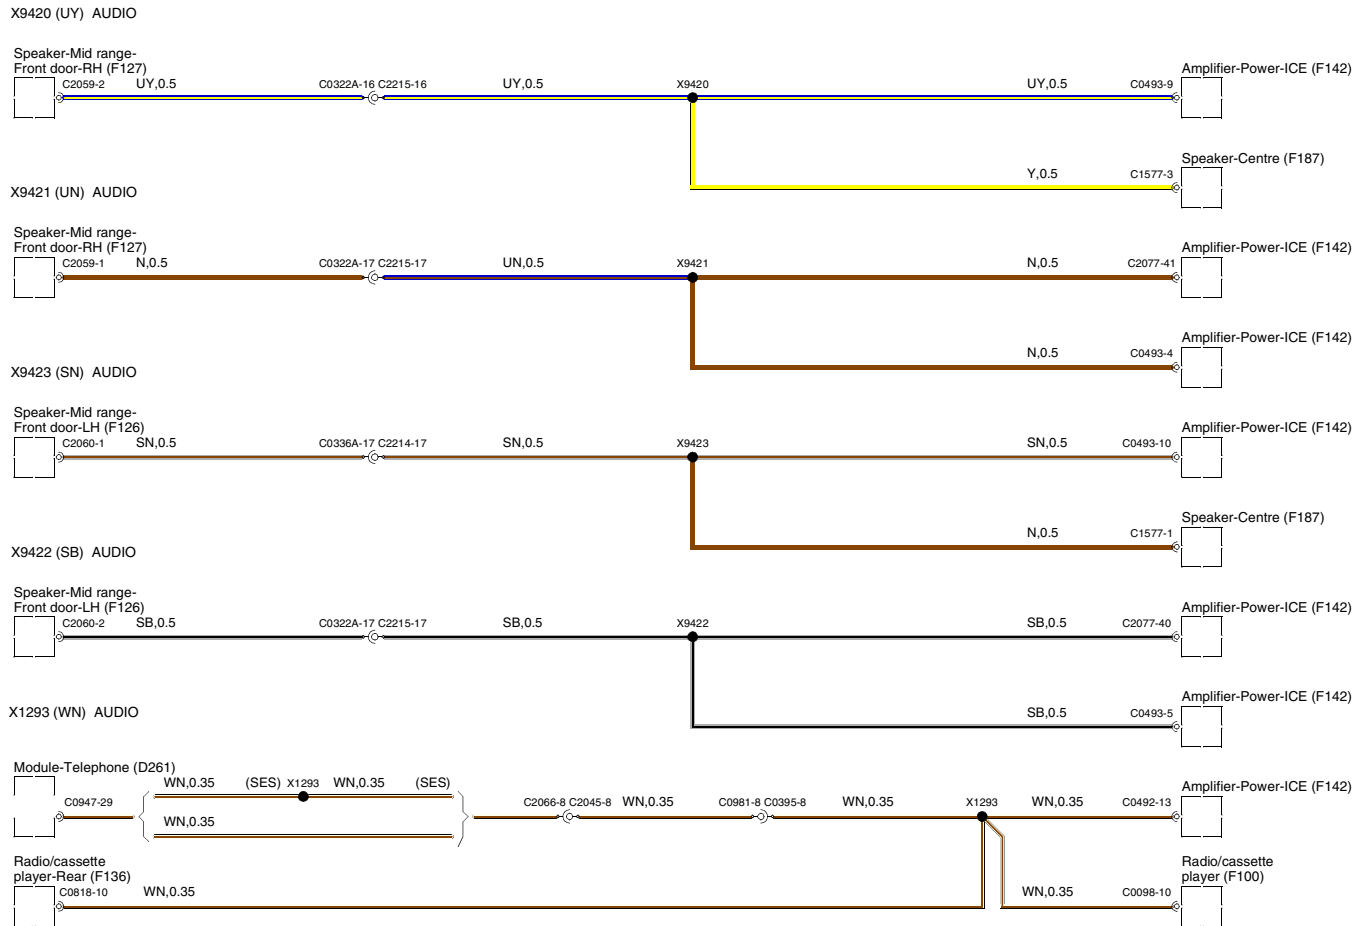 X9420 (UY)  AUDIO
Speaker-Mid range-
Front door-RH (F127)
C2059-2 UY,0.5 C0322A-16 C2215-16 UY,0.5 X9420 UY,0.5 C0493-9 Amplifier-Power-ICE (F142)
Y,0.5 C1577-3 Speaker-Centre (F187)
X9421 (UN)  AUDIO
Speaker-Mid range-
Front door-RH (F127)
C2059-1 N,0.5 C0322A-17 C2215-17 UN,0.5 X9421 N,0.5 C2077-41 Amplifier-Power-ICE (F142)
N,0.5 C0493-4 Amplifier-Power-ICE (F142)
X9423 (SN)  AUDIO
Speaker-Mid range-
Front door-LH (F126)
C2060-1 SN,0.5 C0336A-17 C2214-17 SN,0.5 X9423 SN,0.5 C0493-10 Amplifier-Power-ICE (F142)
N,0.5 C1577-1 Speaker-Centre (F187)
X9422 (SB)  AUDIO
Speaker-Mid range-
Front door-LH (F126)
C2060-2 SB,0.5 C0322A-17 C2215-17 SB,0.5 X9422 SB,0.5 C2077-40 Amplifier-Power-ICE (F142)
SB,0.5 C0493-5 Amplifier-Power-ICE (F142)
X1293 (WN)  AUDIO
Module-Telephone (D261)
WN,0.35 (SES) X1293 WN,0.35 (SES)
C0947-29 C2066-8 C2045-8 WN,0.35 C0981-8 C0395-8 WN,0.35 X1293 WN,0.35 C0492-13 Amplifier-Power-ICE (F142)
WN,0.35
Radio/cassette
player-Rear (F136)
C0818-10 WN,0.35 WN,0.35 C0098-10
Radio/cassette
player (F100)